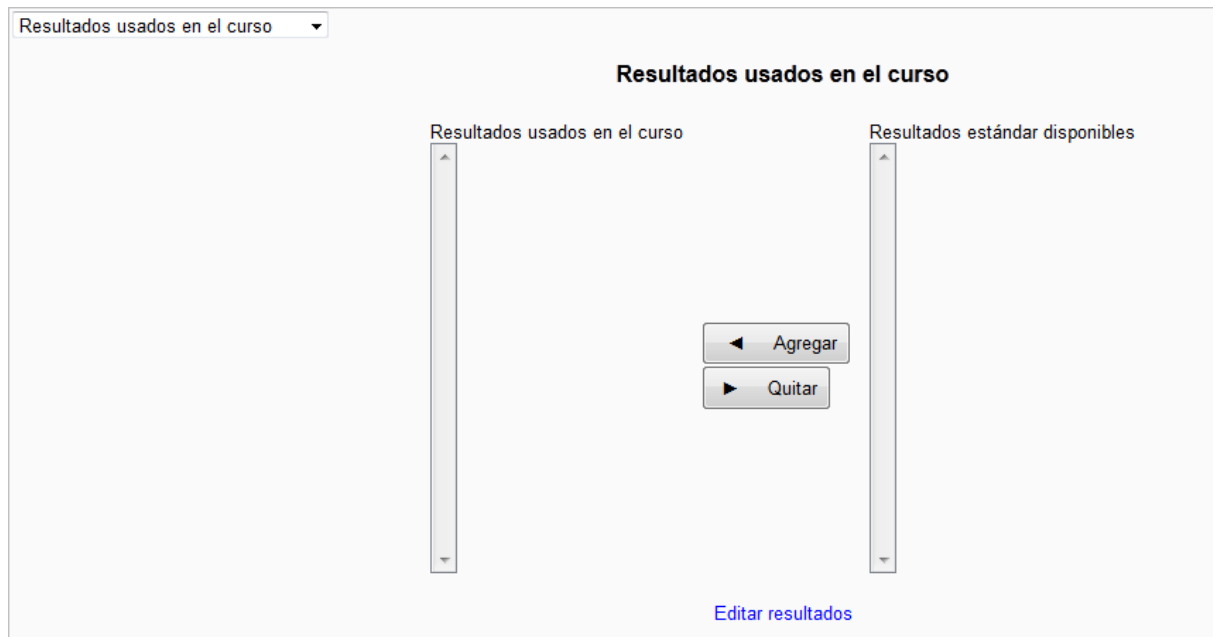 Resultados usados en el curso
Resultados usados en el curso
Resultados usados en el curso
Resultados estándar disponibles
Agregar
Quitar
Editar resultados